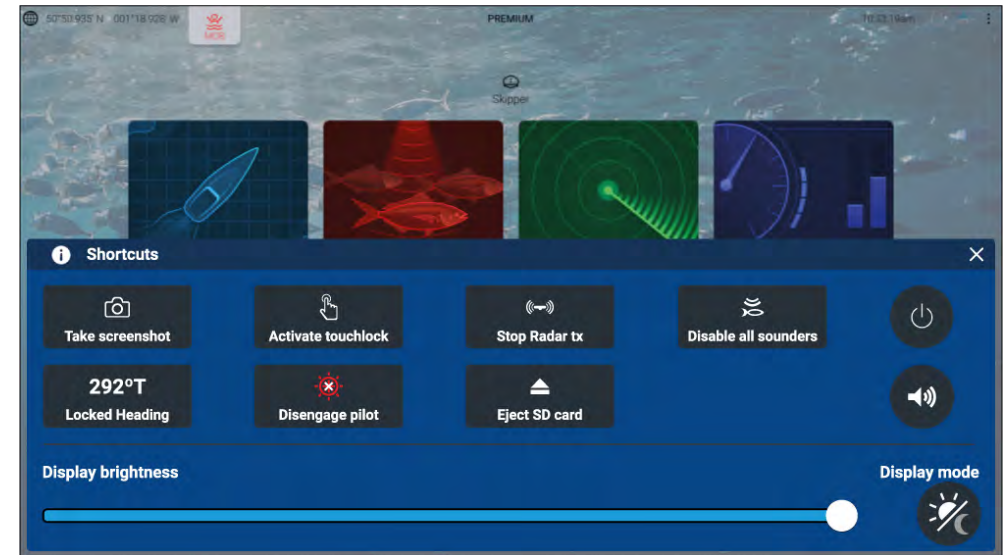 50°50.935' N 001°18.928 W
MOB
PREMIUM
Skipper
i Shortcuts
Take screenshot
Activate touchlock
Stop Radar tx
Disable all sounders
292°T
Locked Heading
Disengage pilot
Eject SD card
Display brightness
Display mode